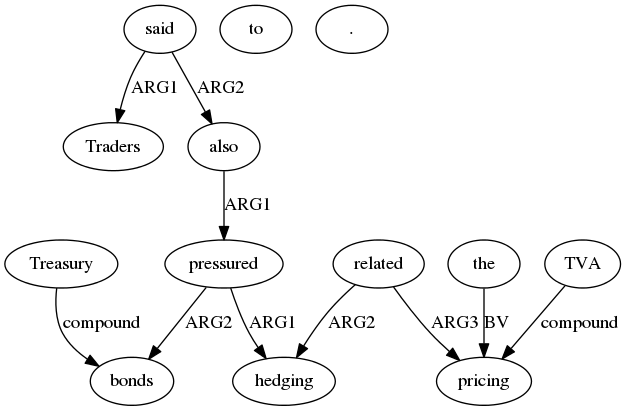 said to .
ARG1 ARG2
Traders also
ARG1
Treasury pressured related the TVA
compound ARG2 ARG1 ARG2 ARG3 BV compound
bonds hedging pricing